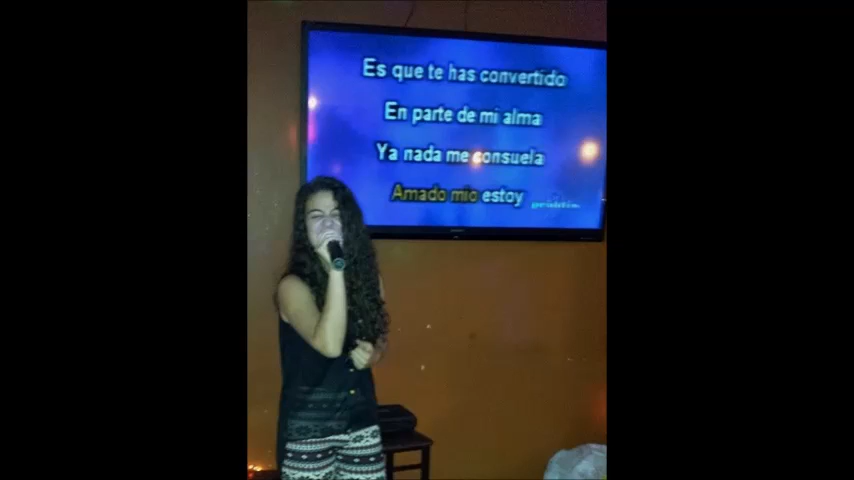 Es que te has convertido
En parte de mi alma
Ya nada me consuela
Amado mio estoy